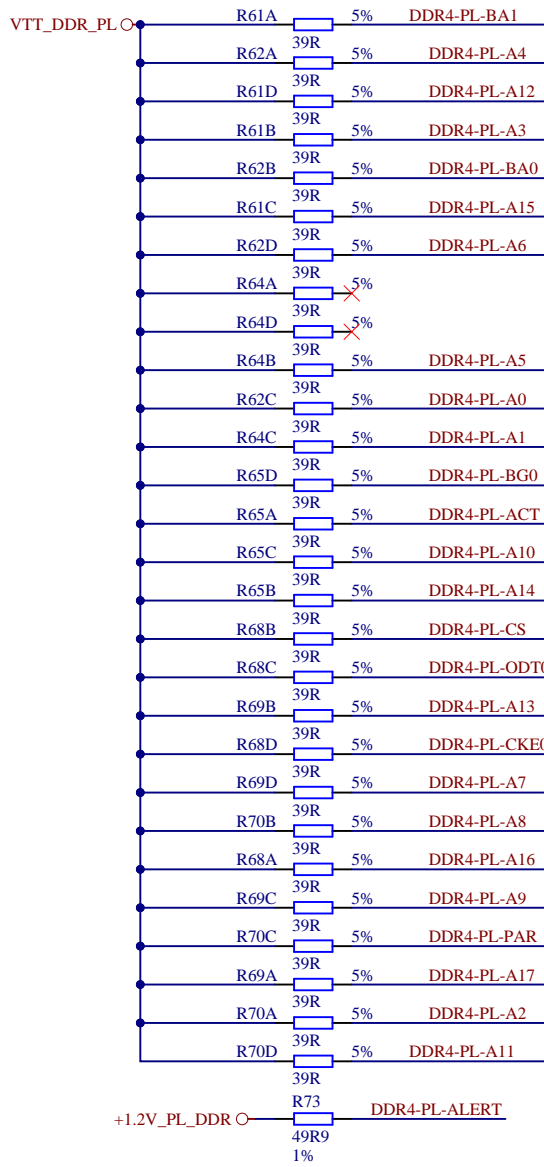 VTT_DDR_PL R61A 5% DDR4-PL-BA1
39R
R62A 5% DDR4-PL-A4
39R
R61D 5% DDR4-PL-A12
39R
R61B 5% DDR4-PL-A3
39R
R62B 5% DDR4-PL-BA0
39R
R61C 5% DDR4-PL-A15
39R
R62D 5% DDR4-PL-A6
39R
R64A 5%
39R
R64D 5%
39R
R64B 5% DDR4-PL-A5
39R
R62C 5% DDR4-PL-A0
39R
R64C 5% DDR4-PL-A1
39R
R65D 5% DDR4-PL-BG0
39R
R65A 5% DDR4-PL-ACT
39R
R65C 5% DDR4-PL-A10
39R
R65B 5% DDR4-PL-A14
39R
R68B 5% DDR4-PL-CS
39R
R68C 5% DDR4-PL-ODT0
39R
R69B 5% DDR4-PL-A13
39R
R68D 5% DDR4-PL-CKE0
39R
R69D 5% DDR4-PL-A7
39R
R70B 5% DDR4-PL-A8
39R
R68A 5% DDR4-PL-A16
39R
R69C 5% DDR4-PL-A9
39R
R70C 5% DDR4-PL-PAR
39R
R69A 5% DDR4-PL-A17
39R
R70A 5% DDR4-PL-A2
39R
R70D 5% DDR4-PL-A11
39R
+1.2V_PL_DDR R73 DDR4-PL-ALERT
49R9
1%